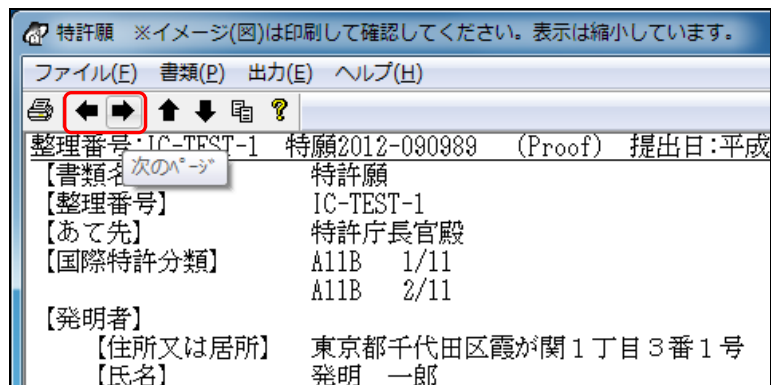 特許願　※イメージ(図)は印刷して確認してください。表示は縮小しています。
ファイル(F)　書類(P)　出力(E)　ヘルプ(H)
整理番号:IC-TEST-1　特願2012-090989　(Proof)　提出日:平成
次のページ
【書類名　特許願
【整理番号】　IC-TEST-1
【あて先】　特許庁長官殿
【国際特許分類】　A11B　1/11
A11B　2/11
【発明者】
【住所又は居所】　東京都千代田区霞が関１丁目３番１号
【氏名】　発明　一郎